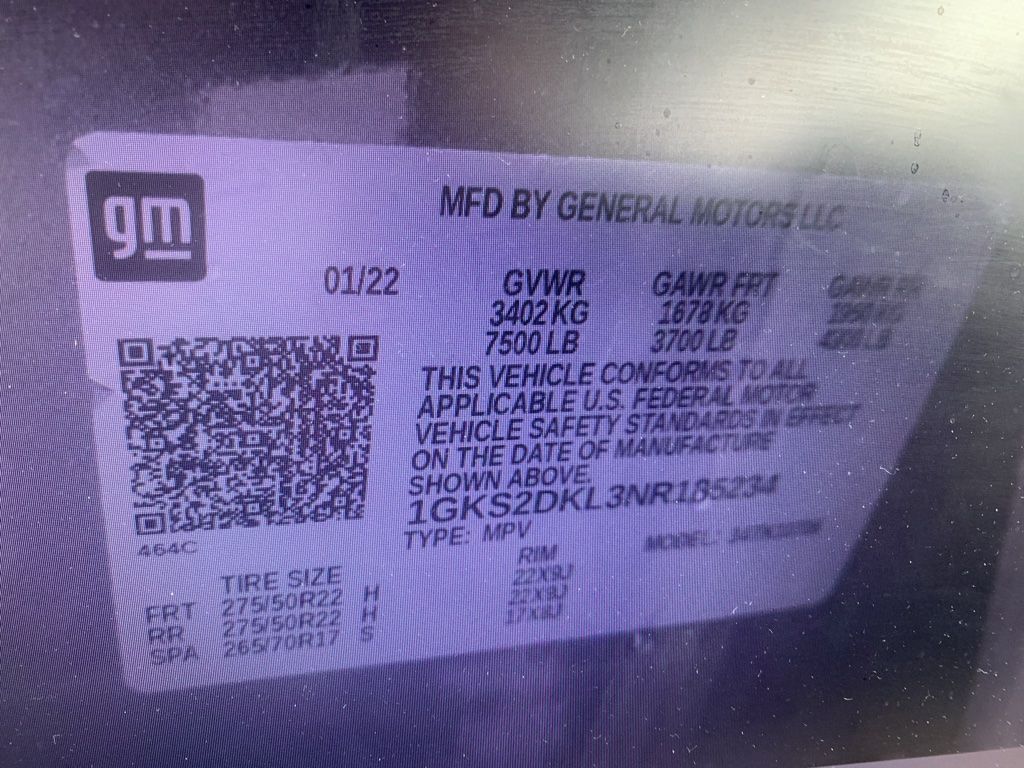 gm
MFD BY GENERAL MOTORS LLC
01/22 GVWR GAWR FRT GAWR RR
3402 KG 1678 KG
7500 LB 3700 LB
THIS VEHICLE CONFORMS TO ALL
APPLICABLE U.S. FEDERAL MOTOR
VEHICLE SAFETY STANDARDS IN EFFECT
ON THE DATE OF MANUFACTURE
SHOWN ABOVE.
1GKS2DKL3NR185234
TYPE: MPV MODEL:
464C
TIRE SIZE RIM
FRT 275/50R22 H 22X9J
RR 275/50R22 H 22X9J
SPA 265/70R17 S 17X8J